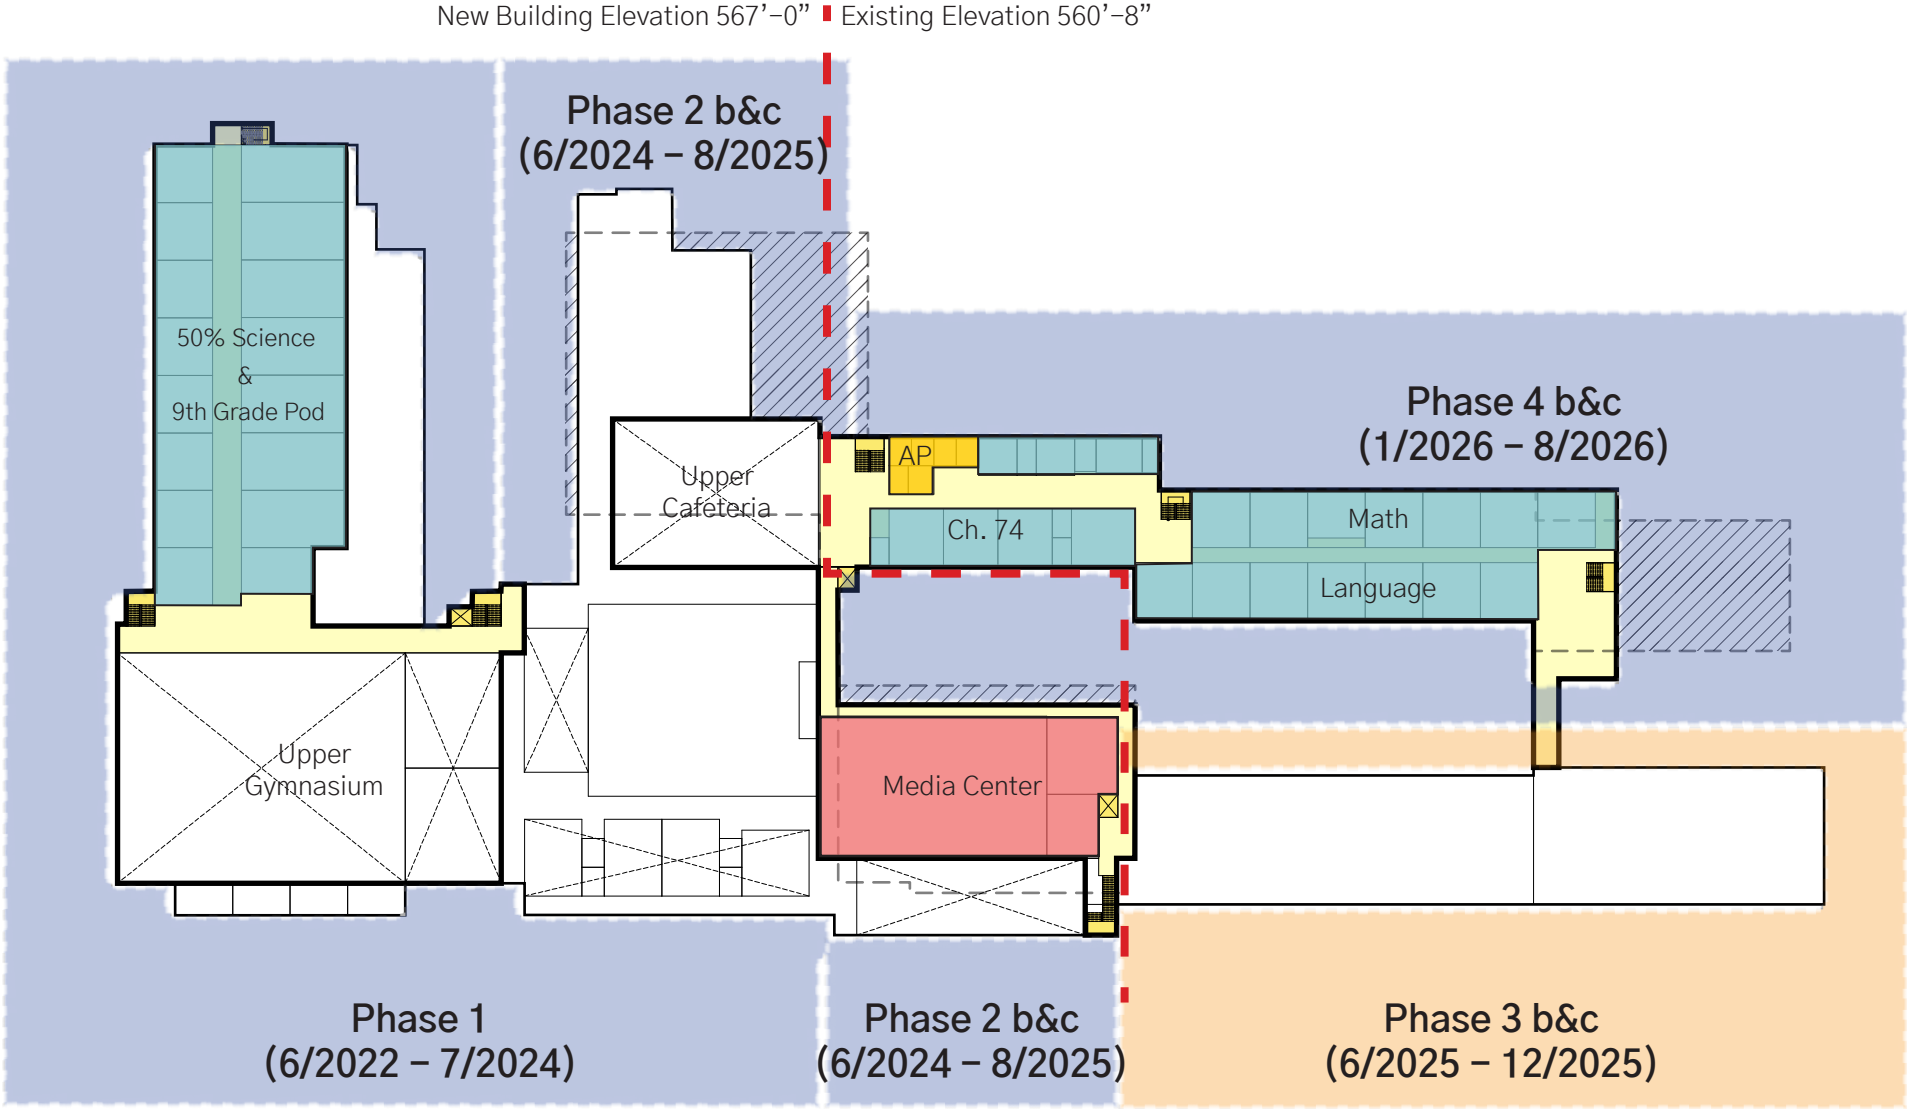 New Building Elevation 567’–0”
Existing Elevation 560’–8”
Phase 2 b&c
(6/2024 – 8/2025)
50% Science
&
9th Grade Pod
Phase 4 b&c
(1/2026 – 8/2026)
AP
Upper
Cafeteria
Ch. 74
Math
Language
Upper
Gymnasium
Media Center
Phase 1
(6/2022 – 7/2024)
Phase 2 b&c
(6/2024 – 8/2025)
Phase 3 b&c
(6/2025 – 12/2025)